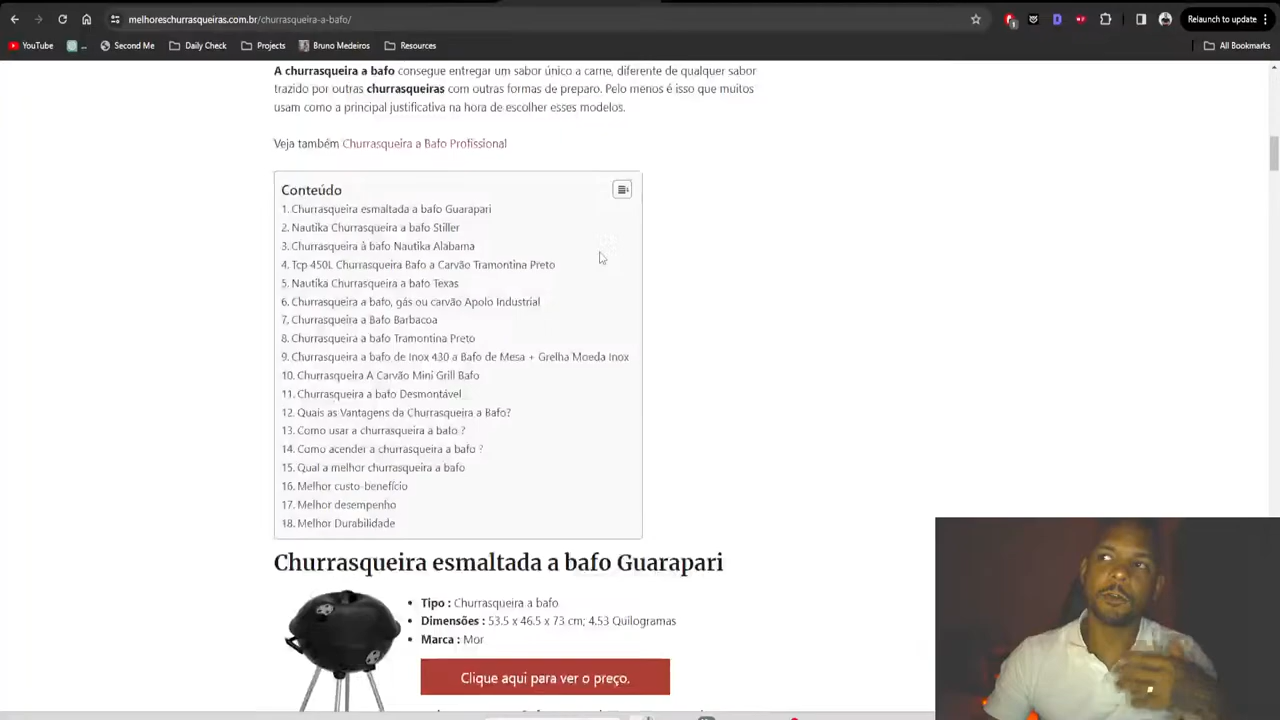 melhoreschurrasqueiras.com.br/churrasqueira-a-bafo/
Relaunch to update
YouTube
Second Me
Daily Check
Projects
Bruno Medeiros
Resources
All Bookmarks
A churrasqueira a bafo consegue entregar um sabor único a carne, diferente de qualquer sabor
trazido por outras churrasqueiras com outras formas de preparo. Pelo menos é isso que muitos
usam como a principal justificativa na hora de escolher esses modelos.
Veja também Churrasqueira a Bafo Profissional
Conteúdo
1. Churrasqueira esmaltada a bafo Guarapari
2. Nautika Churrasqueira a bafo Stiller
3. Churrasqueira à bafo Nautika Alabama
4. Tcp-450L Churrasqueira Bafo a Carvão Tramontina Preto
5. Nautika Churrasqueira a bafo Texas
6. Churrasqueira a bafo, gás ou carvão Apolo Industrial
7. Churrasqueira a Bafo Barbacoa
8. Churrasqueira a bafo Tramontina Preto
9. Churrasqueira a bafo de Inox 430 a Bafo de Mesa + Grelha Moeda Inox
10. Churrasqueira A Carvão Mini Grill Bafo
11. Churrasqueira a bafo Desmontável
12. Quais as Vantagens da Churrasqueira a Bafo?
13. Como usar a churrasqueira a bafo ?
14. Como acender a churrasqueira a bafo ?
15. Qual a melhor churrasqueira a bafo
16. Melhor custo-benefício
17. Melhor desempenho
18. Melhor Durabilidade
Churrasqueira esmaltada a bafo Guarapari
• Tipo : Churrasqueira a bafo
• Dimensões : 53.5 x 46.5 x 73 cm; 4.53 Quilogramas
• Marca : Mor
Clique aqui para ver o preço.